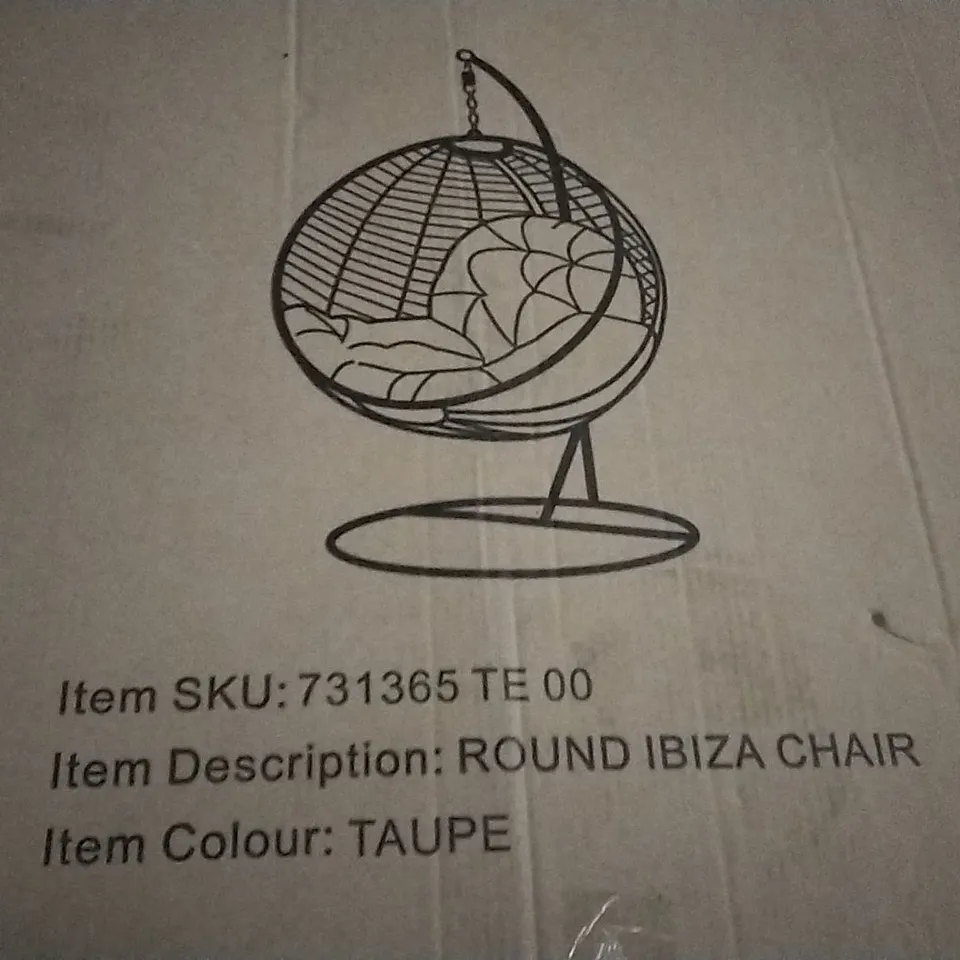 Item SKU: 731365 TE 00
Item Description: ROUND IBIZA CHAIR
Item Colour: TAUPE